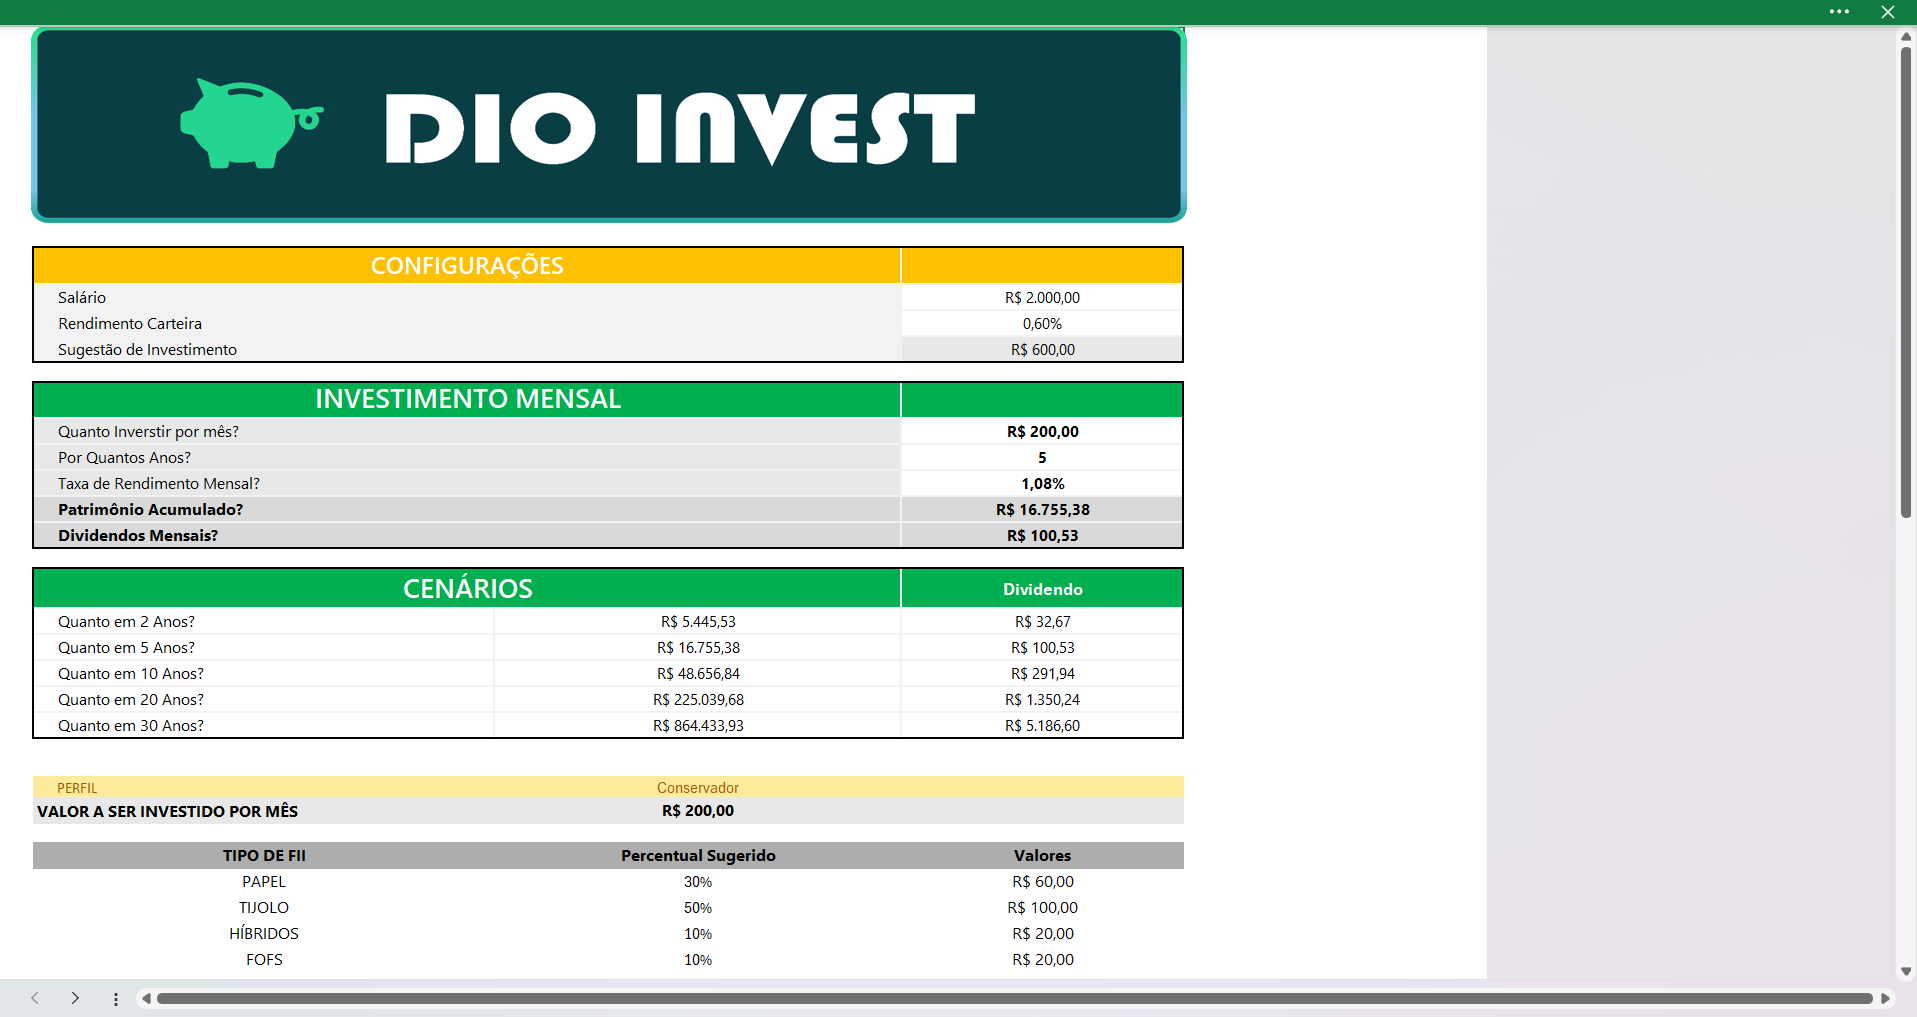 DIO INVEST
CONFIGURAÇÕES
Salário R$ 2.000,00
Rendimento Carteira 0,60%
Sugestão de Investimento R$ 600,00
INVESTIMENTO MENSAL
Quanto Inverstir por mês? R$ 200,00
Por Quantos Anos? 5
Taxa de Rendimento Mensal? 1,08%
Patrimônio Acumulado? R$ 16.755,38
Dividendos Mensais? R$ 100,53
CENÁRIOS Dividendo
Quanto em 2 Anos? R$ 5.445,53 R$ 32,67
Quanto em 5 Anos? R$ 16.755,38 R$ 100,53
Quanto em 10 Anos? R$ 48.656,84 R$ 291,94
Quanto em 20 Anos? R$ 225.039,68 R$ 1.350,24
Quanto em 30 Anos? R$ 864.433,93 R$ 5.186,60
PERFIL Conservador
VALOR A SER INVESTIDO POR MÊS R$ 200,00
TIPO DE FII Percentual Sugerido Valores
PAPEL 30% R$ 60,00
TIJOLO 50% R$ 100,00
HÍBRIDOS 10% R$ 20,00
FOFS 10% R$ 20,00